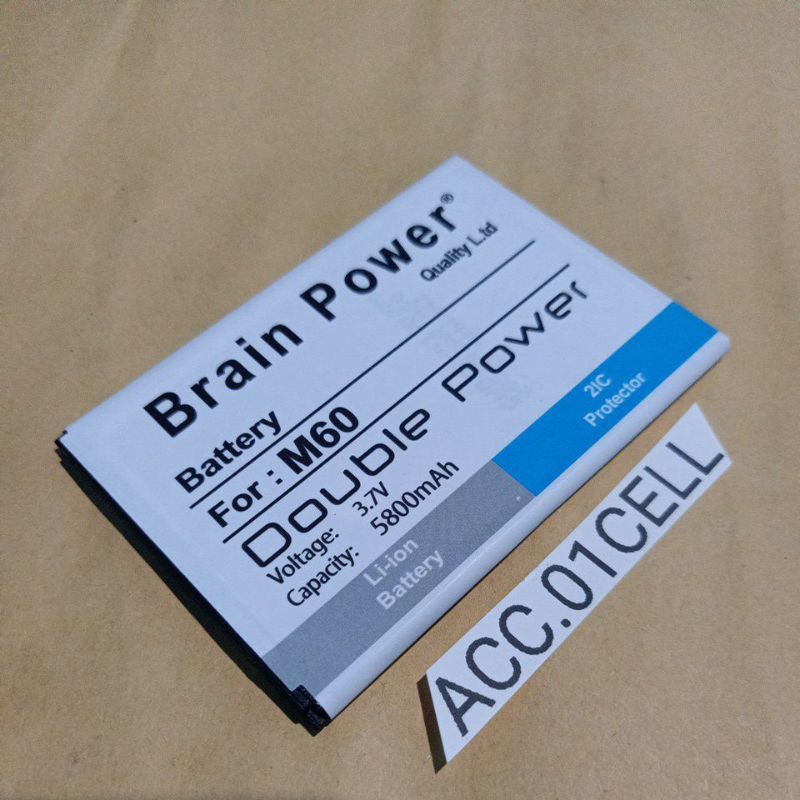 Brain Power®
Quality L.td
Battery
For : M60
Double Power
Voltage: 3.7V
Capacity: 5800mAh
Li-ion
Battery
2IC
Protector
ACC.01CELL